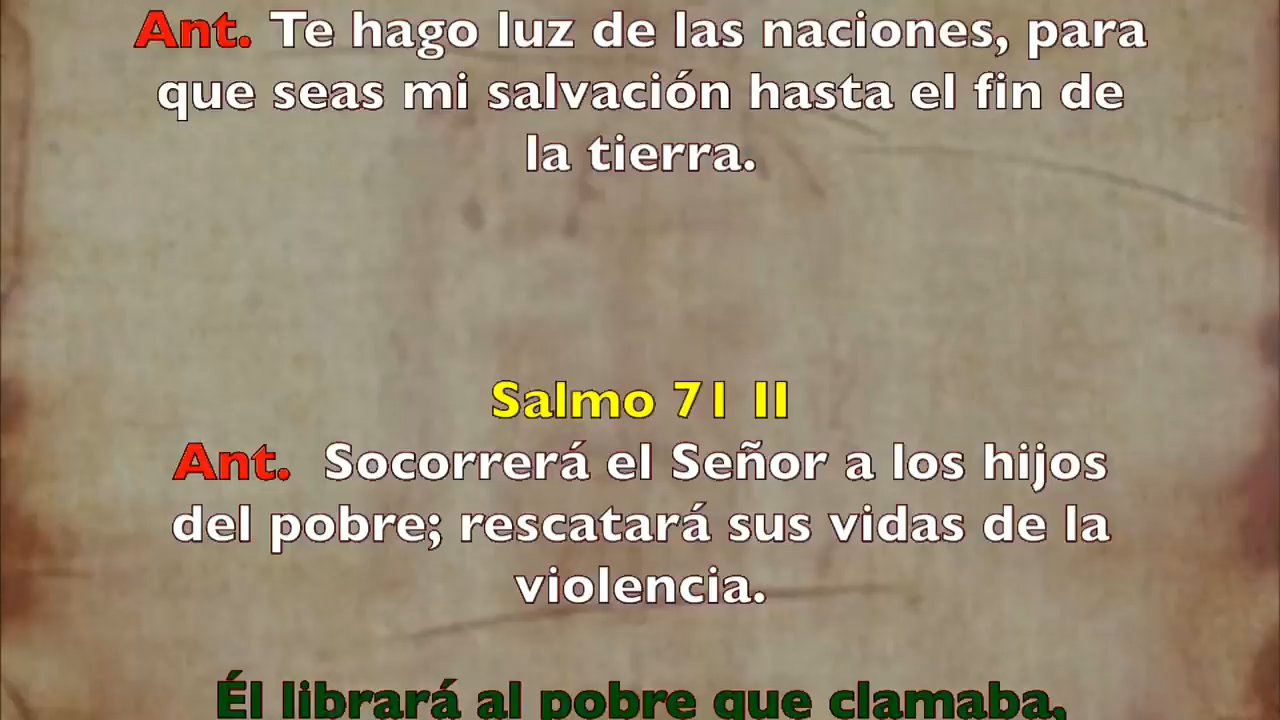 Ant. Te hago luz de las naciones, para
que seas mi salvación hasta el fin de
la tierra.
Salmo 71 II
Ant. Socorrerá el Señor a los hijos
del pobre; rescatará sus vidas de la
violencia.
Él librará al pobre que clamaba,